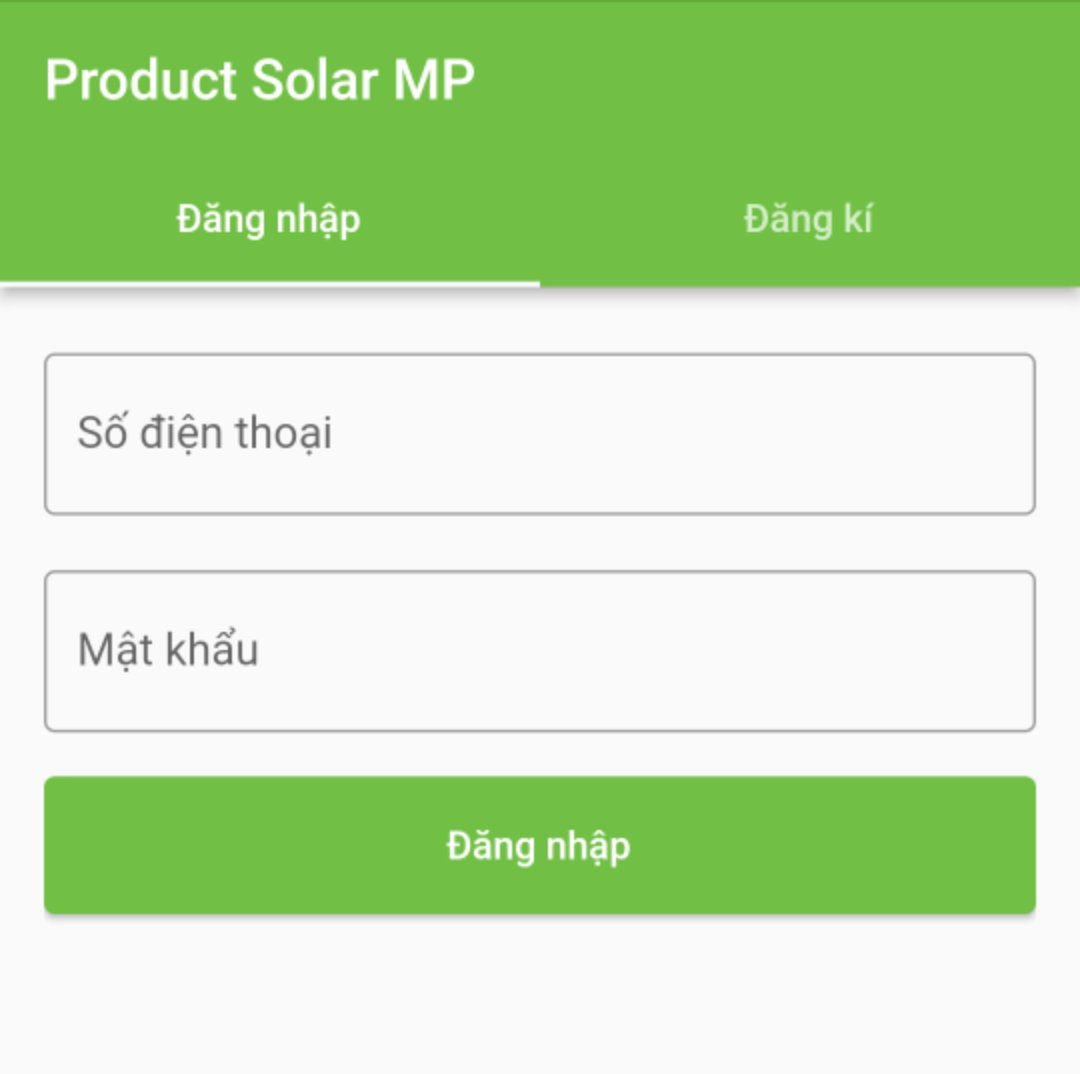 Product Solar MP
Đăng nhập
Đăng kí
Số điện thoại
Mật khẩu
Đăng nhập